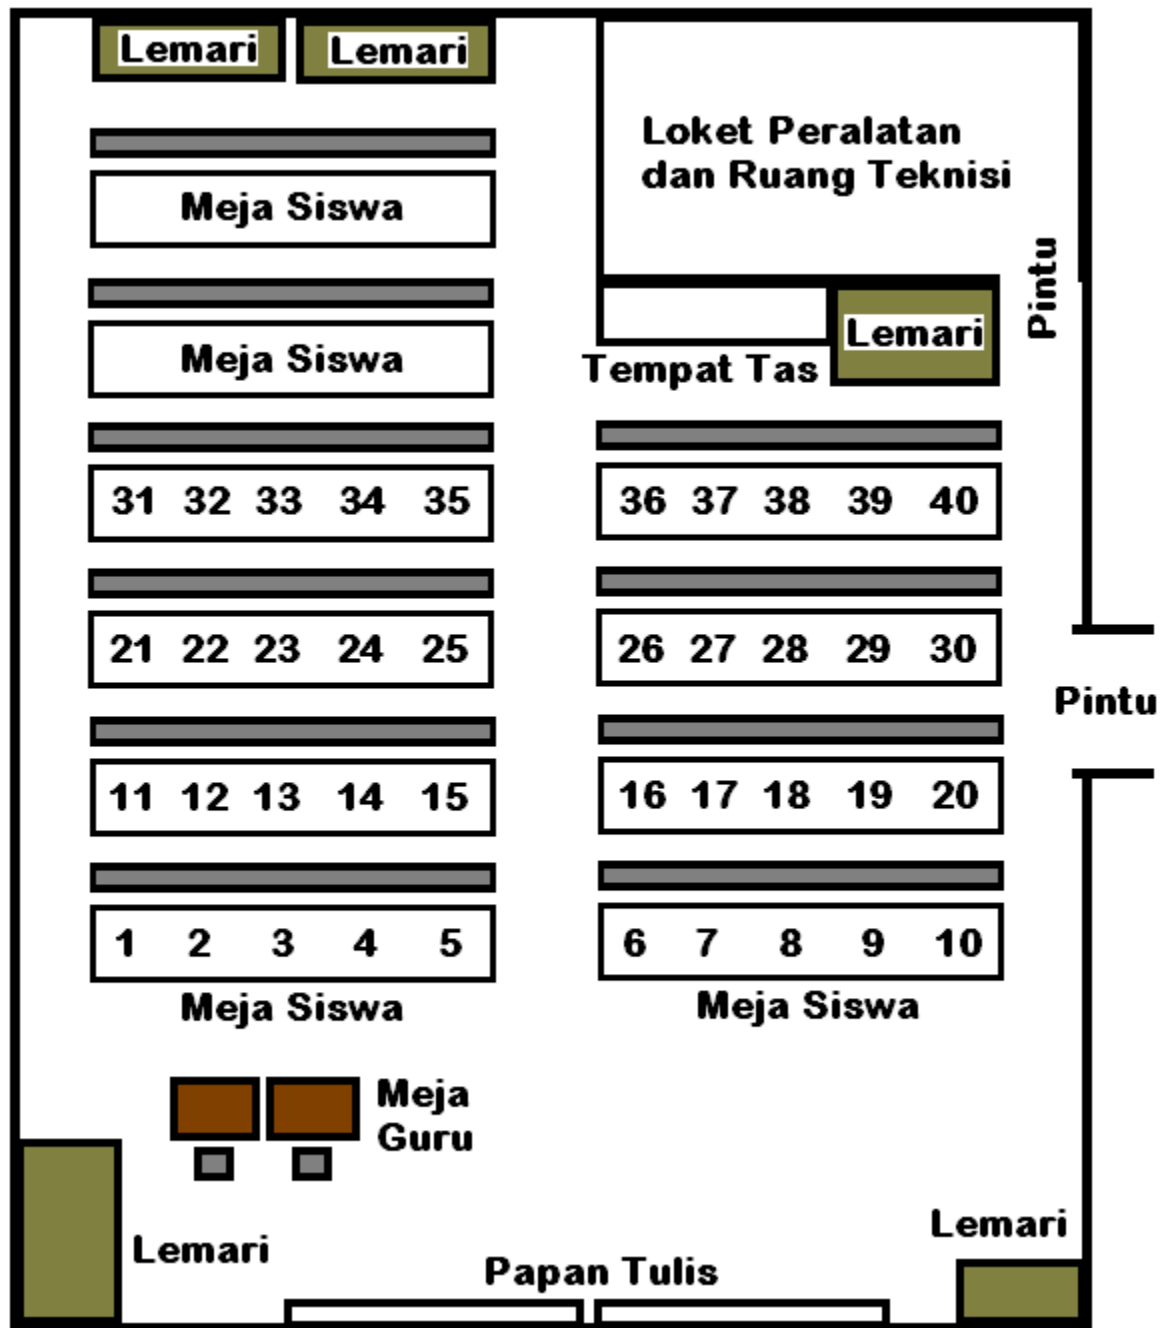 Lemari Lemari
Loket Peralatan
dan Ruang Teknisi
Meja Siswa
Pintu
Lemari
Meja Siswa
Tempat Tas
31 32 33 34 35 36 37 38 39 40
21 22 23 24 25 26 27 28 29 30
Pintu
11 12 13 14 15 16 17 18 19 20
1 2 3 4 5 6 7 8 9 10
Meja Siswa Meja Siswa
Meja
Guru
Lemari
Lemari
Papan Tulis